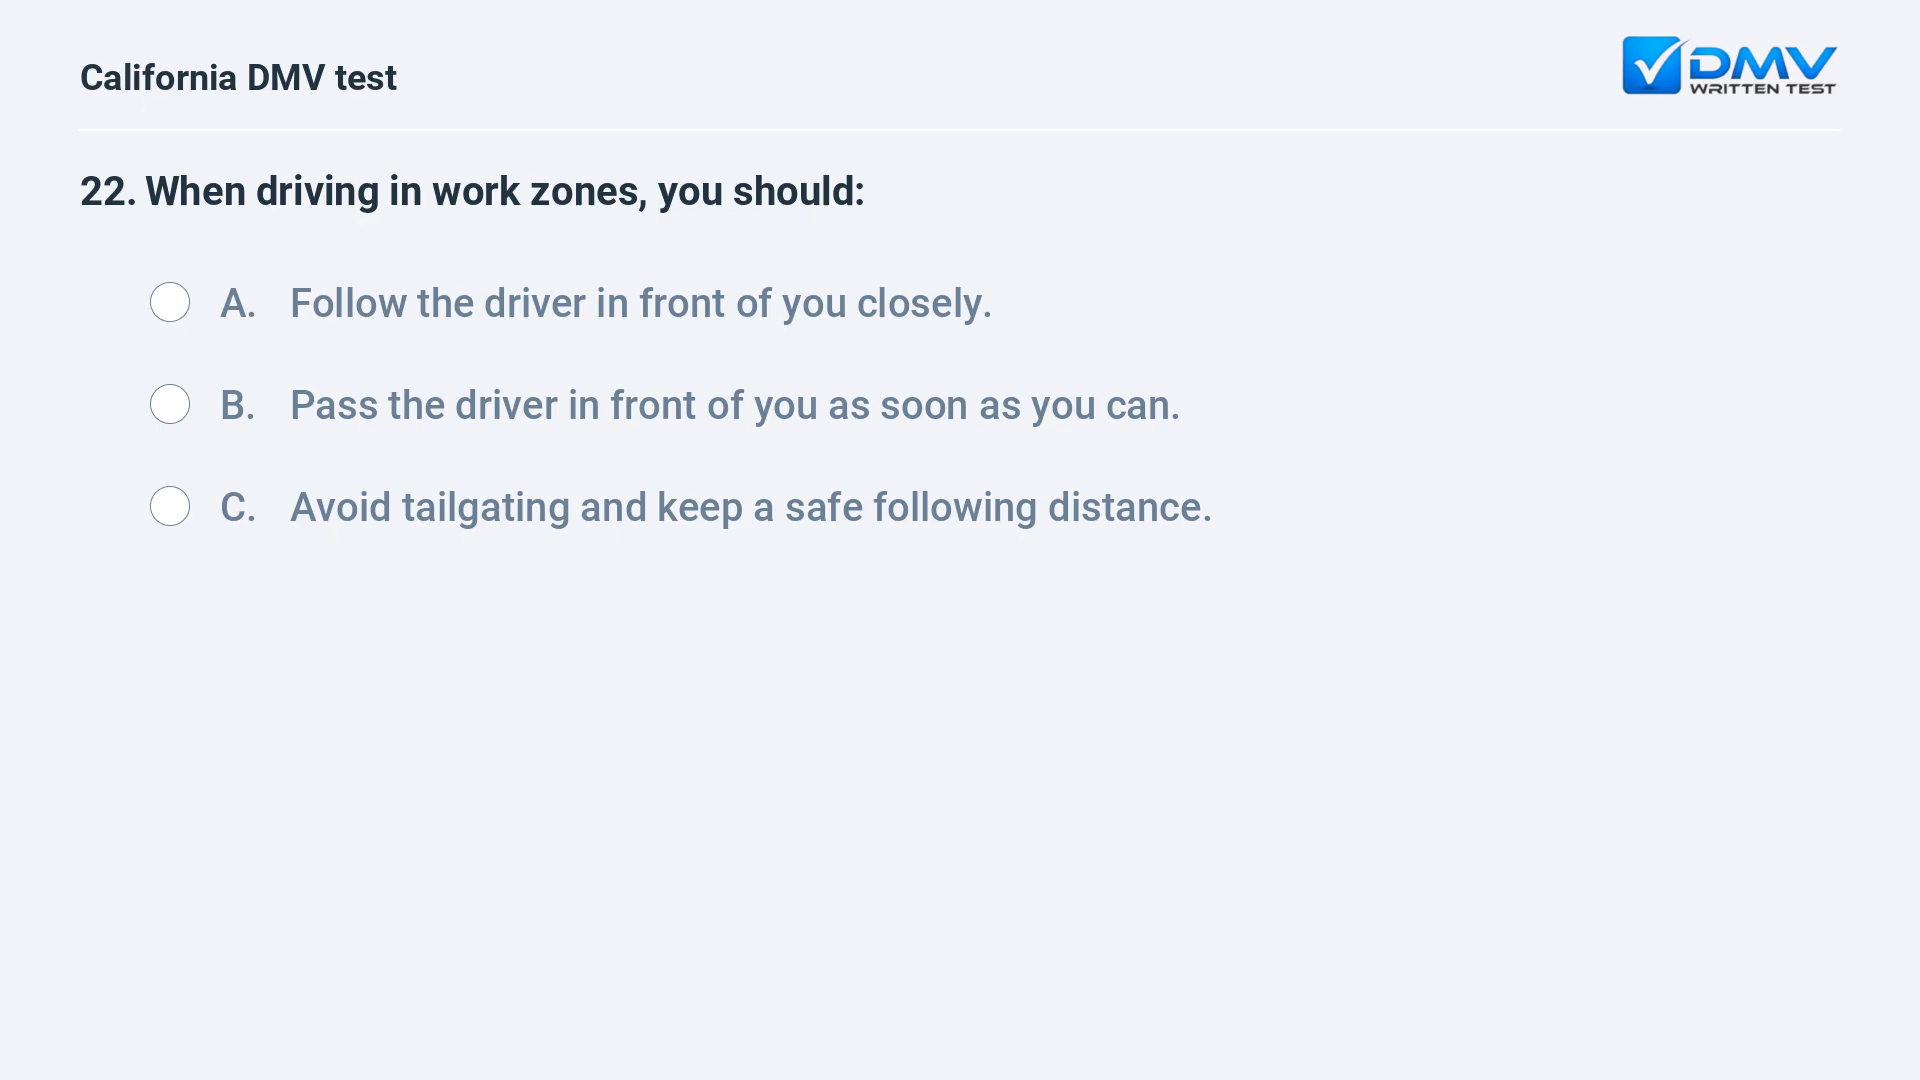 California DMV test
DMV
WRITTEN TEST
22. When driving in work zones, you should:
A. Follow the driver in front of you closely.
B. Pass the driver in front of you as soon as you can.
C. Avoid tailgating and keep a safe following distance.